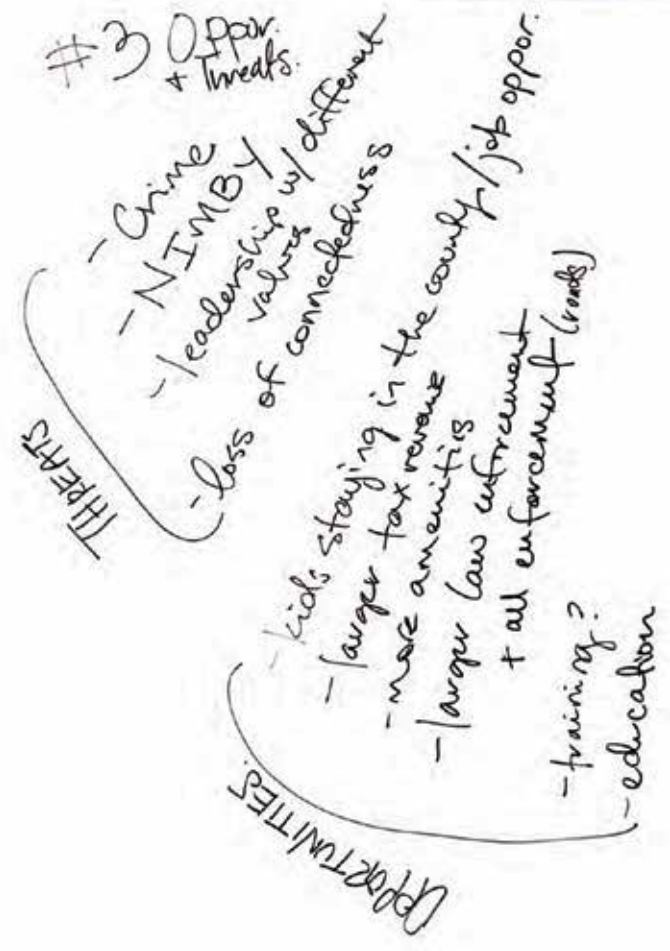 #3 Oppor.
+ Threats.
THREATS
- Crime
- NIMBY
- leaderships w/ different
values
- loss of connectedness
OPPORTUNITIES
- kids staying in the county/job oppor.
- larger tax revenue
- more amenities
- larger law enforcement
+ all enforcement (roads)
- training?
- education